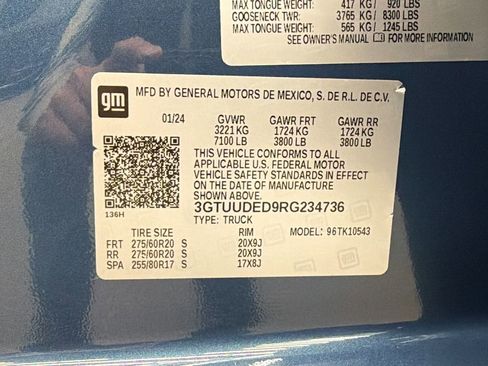 MAX TONGUE WEIGHT: 417 KG / 920 LBS
GOOSENECK TWR: 3765 KG / 8300 LBS
MAX TONGUE WEIGHT: 565 KG / 1245 LBS
SEE OWNER'S MANUAL FOR MORE INFORMATION
gm
MFD BY GENERAL MOTORS DE MEXICO, S. DE R.L. DE C.V.
01/24 GVWR GAWR FRT GAWR RR
3221 KG 1724 KG 1724 KG
7100 LB 3800 LB 3800 LB
THIS VEHICLE CONFORMS TO ALL
APPLICABLE U.S. FEDERAL MOTOR
VEHICLE SAFETY STANDARDS IN EFFECT
ON THE DATE OF MANUFACTURE SHOWN ABOVE.
3GTUUDED9RG234736
136H
TYPE: TRUCK
MODEL: 96TK10543
TIRE SIZE RIM
FRT 275/60R20 S 20X9J
RR 275/60R20 S 20X9J
SPA 255/80R17 S 17X8J